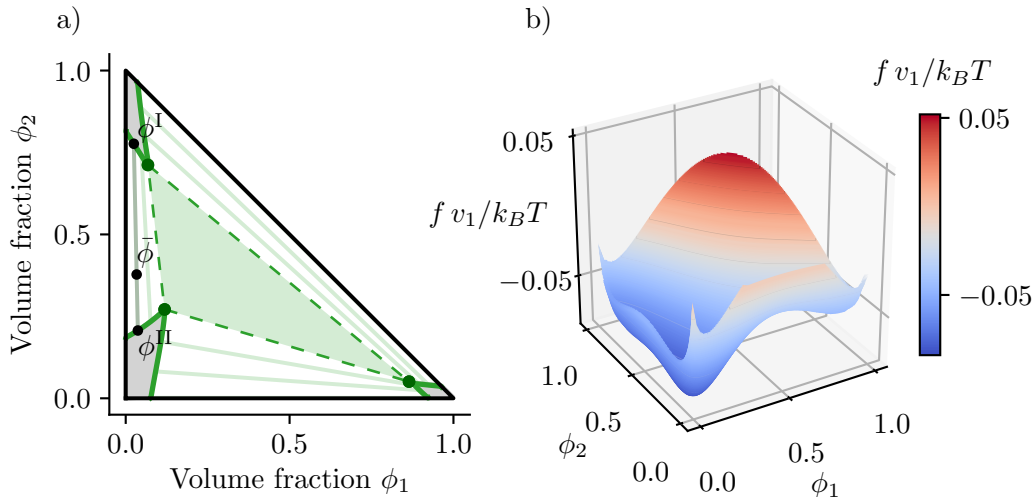 a)
Volume fraction ϕ₂
1.0
0.5
0.0
ϕᴵ
ϕ̄
ϕᴵᴵ
0.0 0.5 1.0
Volume fraction ϕ₁
b)
f v₁/k_BT
0.05
−0.05
f v₁/k_BT
0.05
−0.05
1.0
0.5
0.0
ϕ₂
0.0
0.5
1.0
ϕ₁